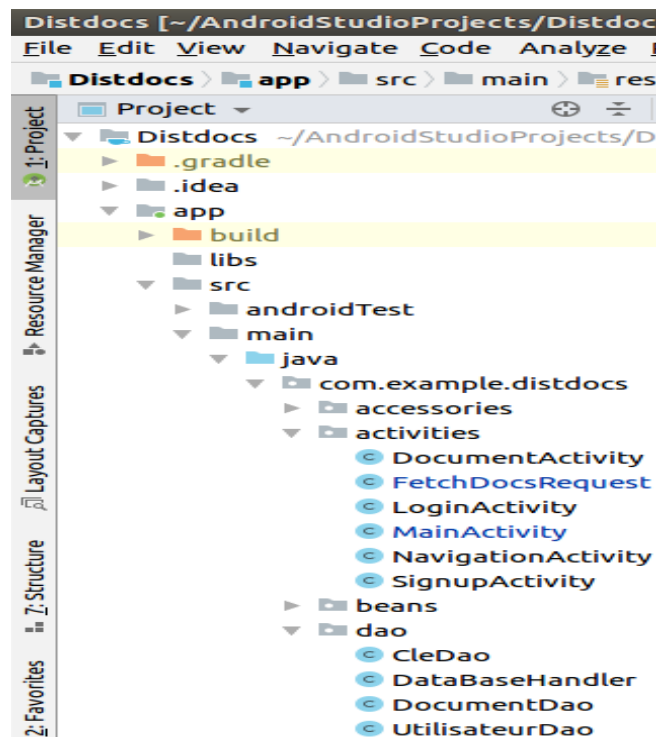 Distdocs [~/AndroidStudioProjects/Distdoc
File Edit View Navigate Code Analyze
Distdocs app src main res
Project
Distdocs ~/AndroidStudioProjects/D
.gradle
.idea
app
build
libs
src
androidTest
main
java
com.example.distdocs
accessories
activities
DocumentActivity
FetchDocsRequest
LoginActivity
MainActivity
NavigationActivity
SignupActivity
beans
dao
CleDao
DataBaseHandler
DocumentDao
UtilisateurDao
1: Project
Resource Manager
Layout Captures
7: Structure
2: Favorites